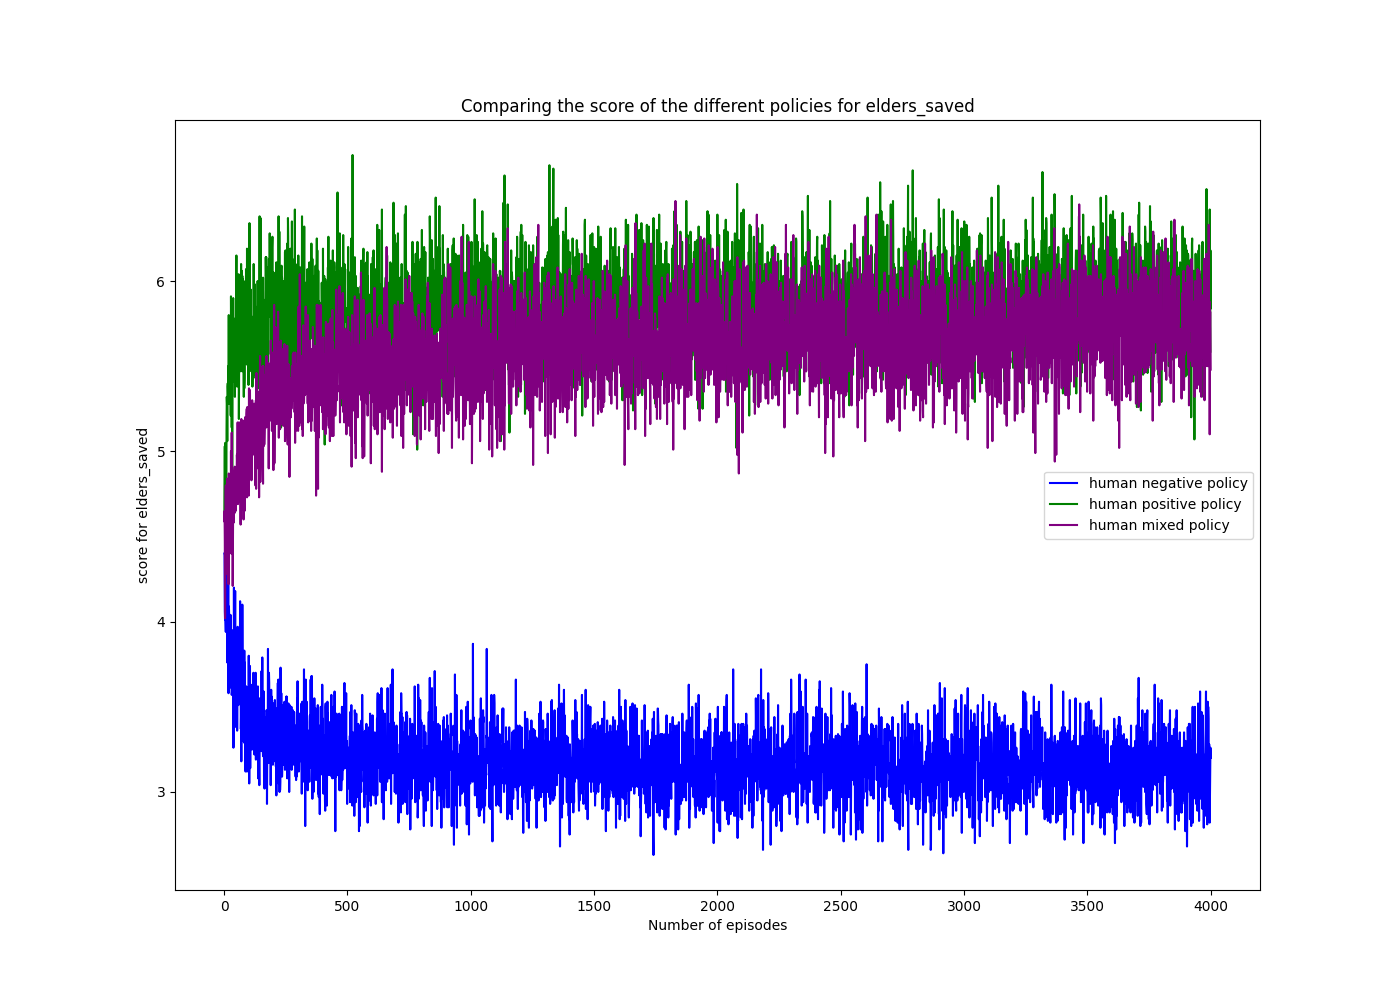 Comparing the score of the different policies for elders_saved
score for elders_saved
6
5
4
3
human negative policy
human positive policy
human mixed policy
0
500
1000
1500
2000
2500
3000
3500
4000
Number of episodes